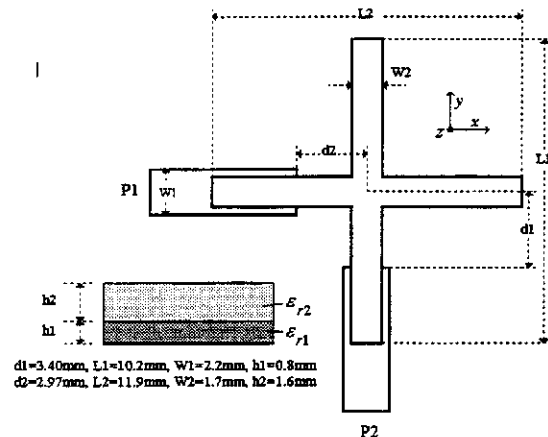 L2
W2
y
z
x
L1
d2
P1
W1
d1
h2
εr2
h1
εr1
d1=3.40mm, L1=10.2mm, W1=2.2mm, h1=0.8mm
d2=2.97mm, L2=11.9mm, W2=1.7mm, h2=1.6mm
P2